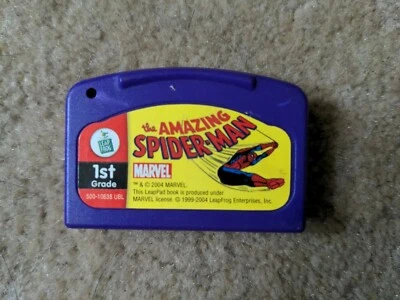 LEAP
FROG
1st
Grade
500-10838 UBL
the AMAZING
SPIDER-MAN
MARVEL
™ & © 2004 MARVEL
This LeapPad book is produced under
MARVEL license. © 1999-2004 LeapFrog Enterprises, Inc.